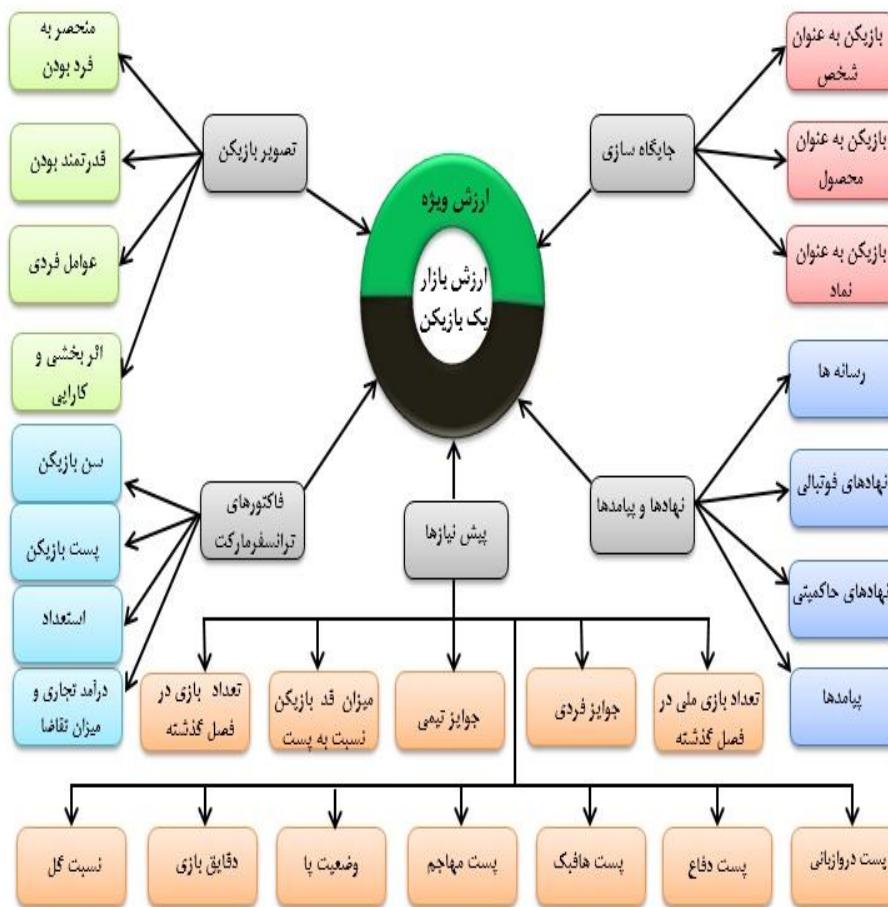 بازیکن به عنوان
شخص
بازیکن به عنوان
محصول
بازیکن به عنوان
نماد
جایگاه سازی
ارزش ویژه
ارزش بازار
یک بازیکن
تصویر بازیکن
منحصر به
فرد بودن
قدرتمند بودن
عوامل فردی
اثر بخشی و
کارایی
رسانه ها
نهادهای فوتبالی
نهادهای حاکمیتی
پیامدها
نهادها و پیامدها
پیش نیازها
فاکتورهای
ترانسفرمارکت
سن بازیکن
پست بازیکن
استعداد
درآمد تجاری و
میزان تقاضا
تعداد بازی ملی در
فصل گذشته
جوایز فردی
جوایز تیمی
میزان قد بازیکن
نسبت به پست
تعداد بازی در
فصل گذشته
پست دروازبانی
پست دفاع
پست هافبک
پست مهاجم
وضعیت پا
دقایق بازی
نسبت گل